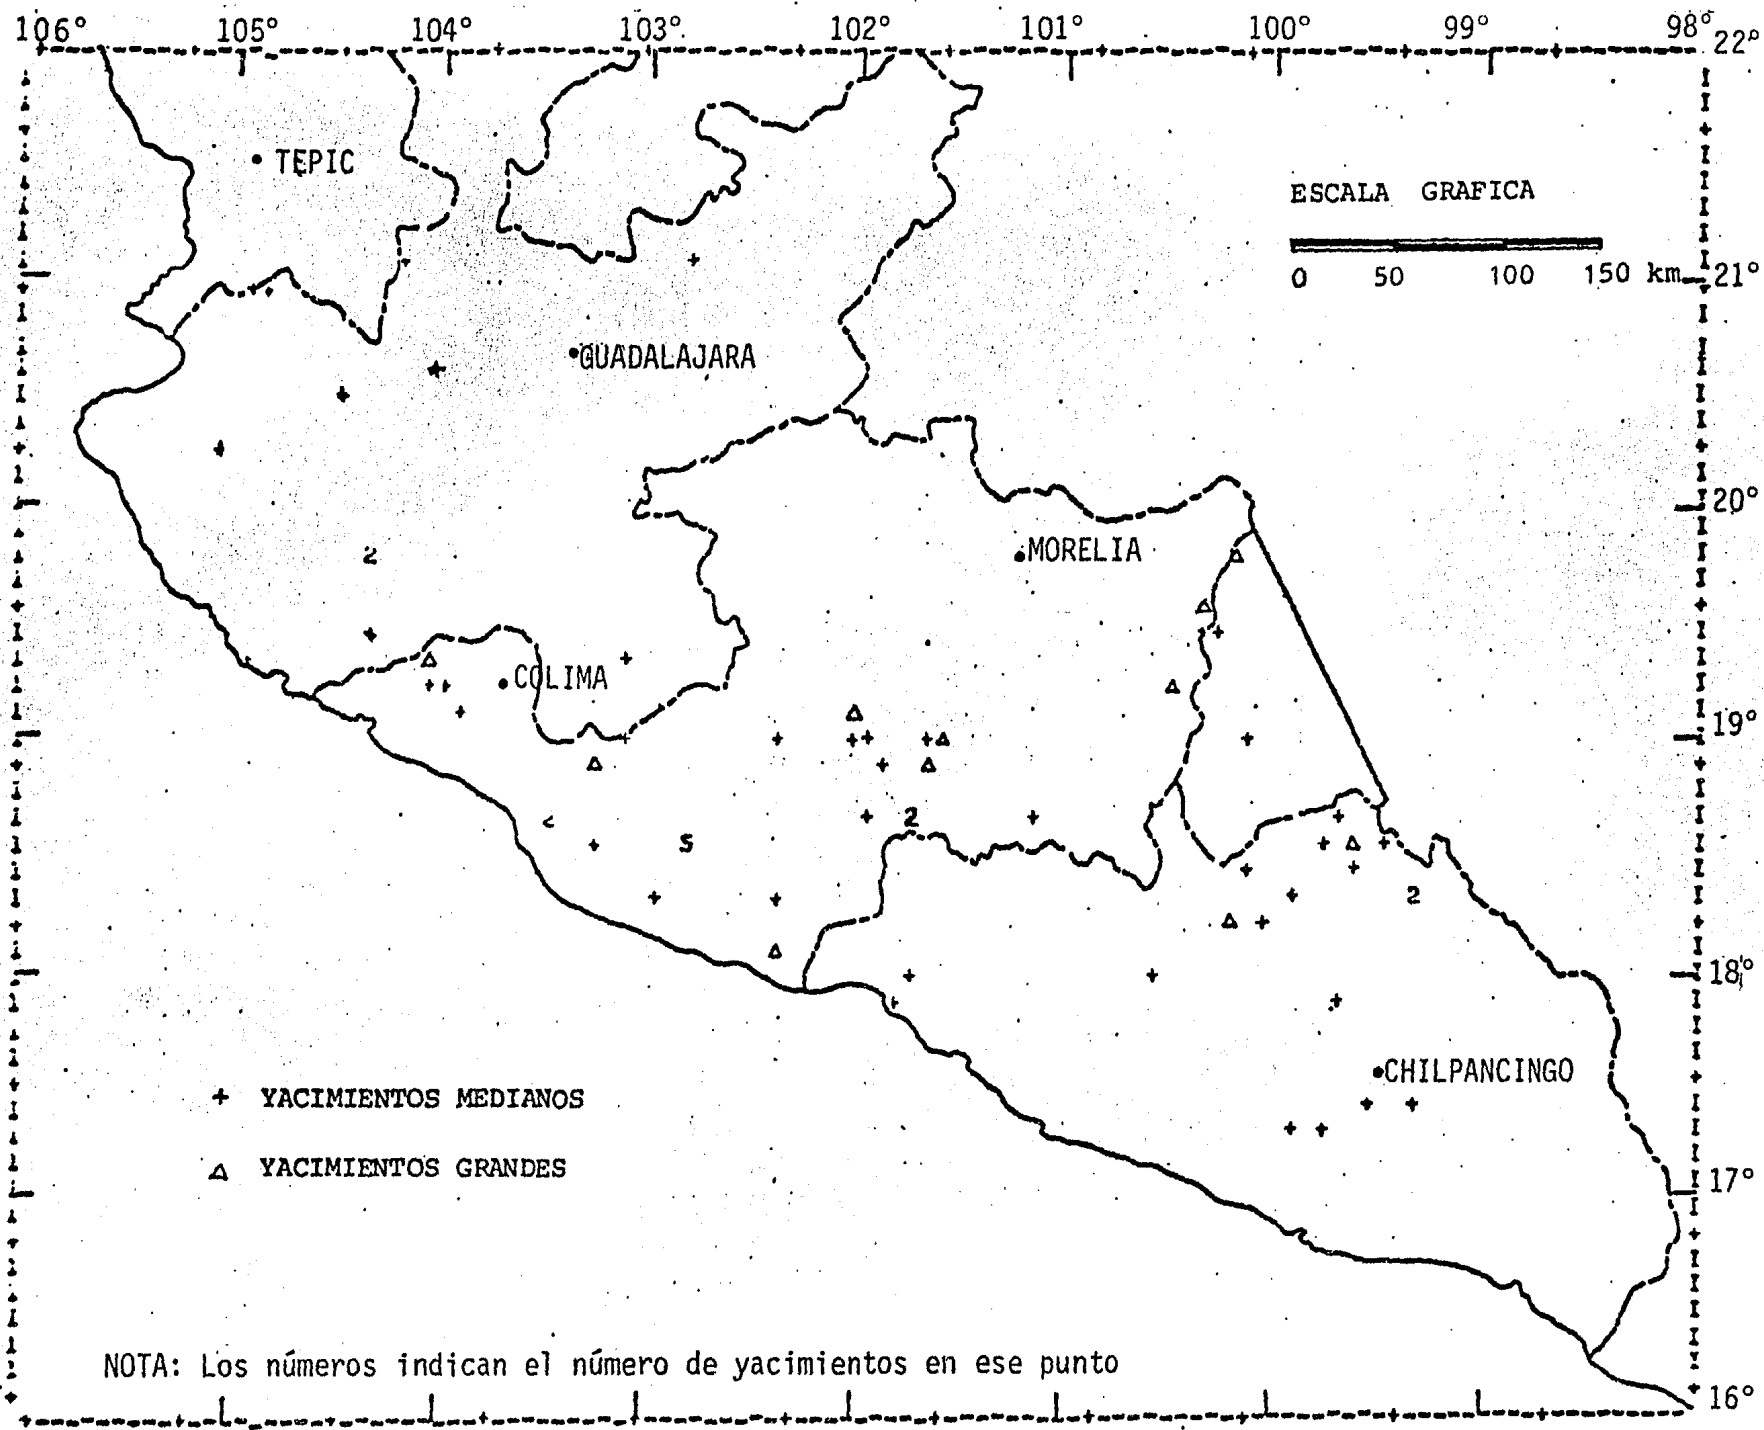 106° 105° 104° 103° 102° 101° 100° 99° 98°
22°
TEPIC
ESCALA GRAFICA
0 50 100 150 km
21°
GUADALAJARA
20°
MORELIA
2
COLIMA
19°
2
5
2
18°
CHILPANCINGO
+ YACIMIENTOS MEDIANOS
△ YACIMIENTOS GRANDES
17°
NOTA: Los números indican el número de yacimientos en ese punto
16°